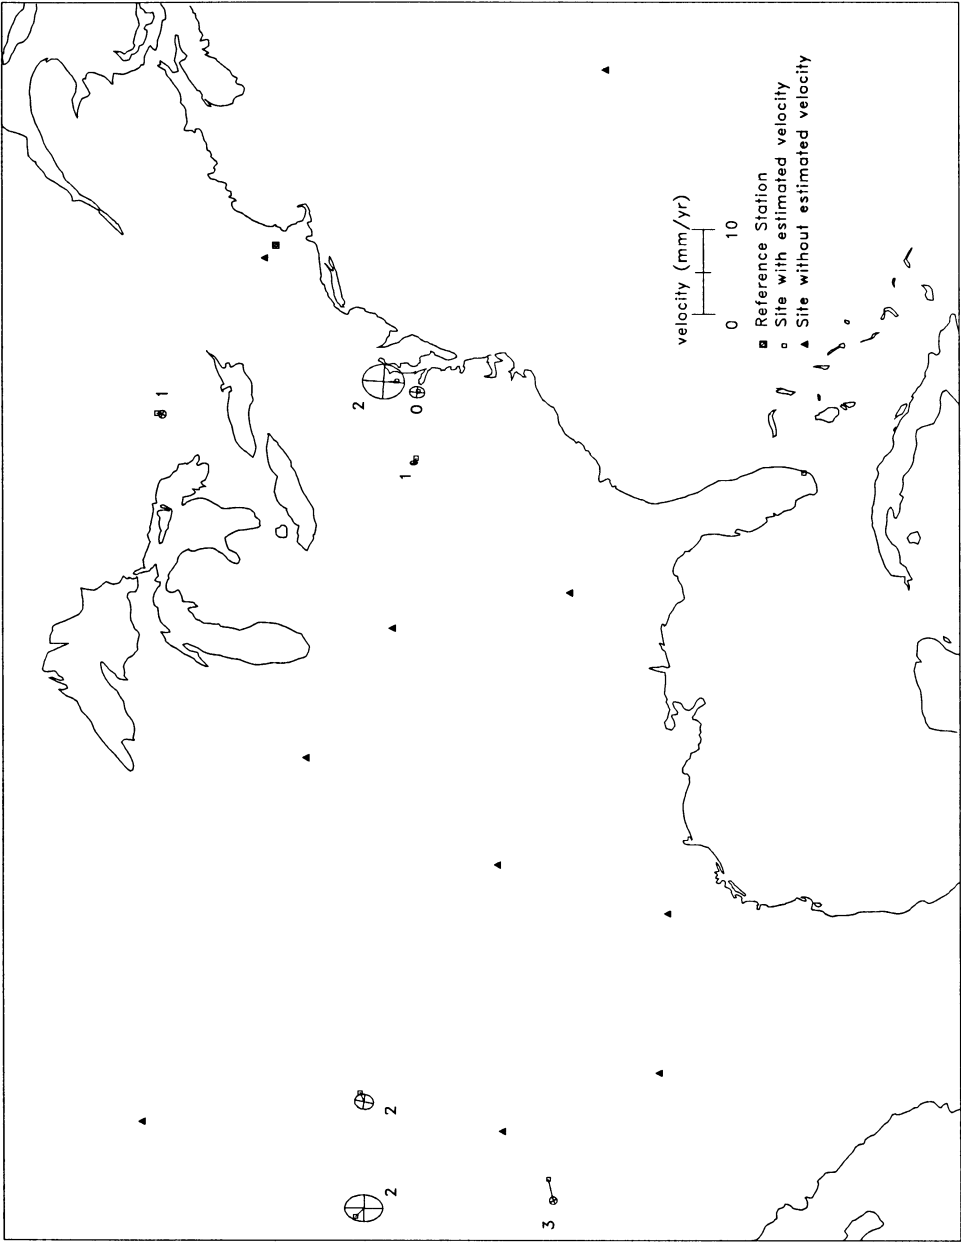 1
2
0
1
velocity (mm/yr)
0 10
Reference Station
Site with estimated velocity
Site without estimated velocity
2
2
3